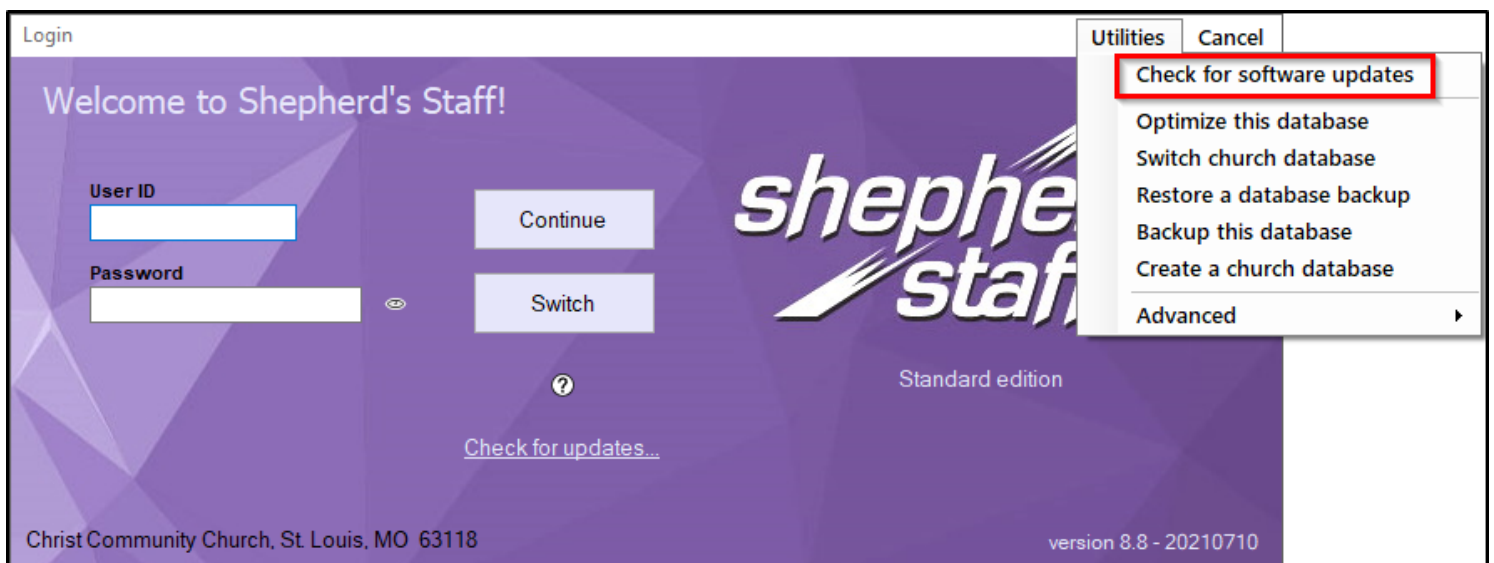 Login
Utilities Cancel
Check for software updates
Welcome to Shepherd's Staff!
Optimize this database
Switch church database
Restore a database backup
Backup this database
Create a church database
Advanced
User ID
Continue
Password
Switch
Standard edition
Check for updates...
Christ Community Church, St. Louis, MO 63118
version 8.8 - 20210710